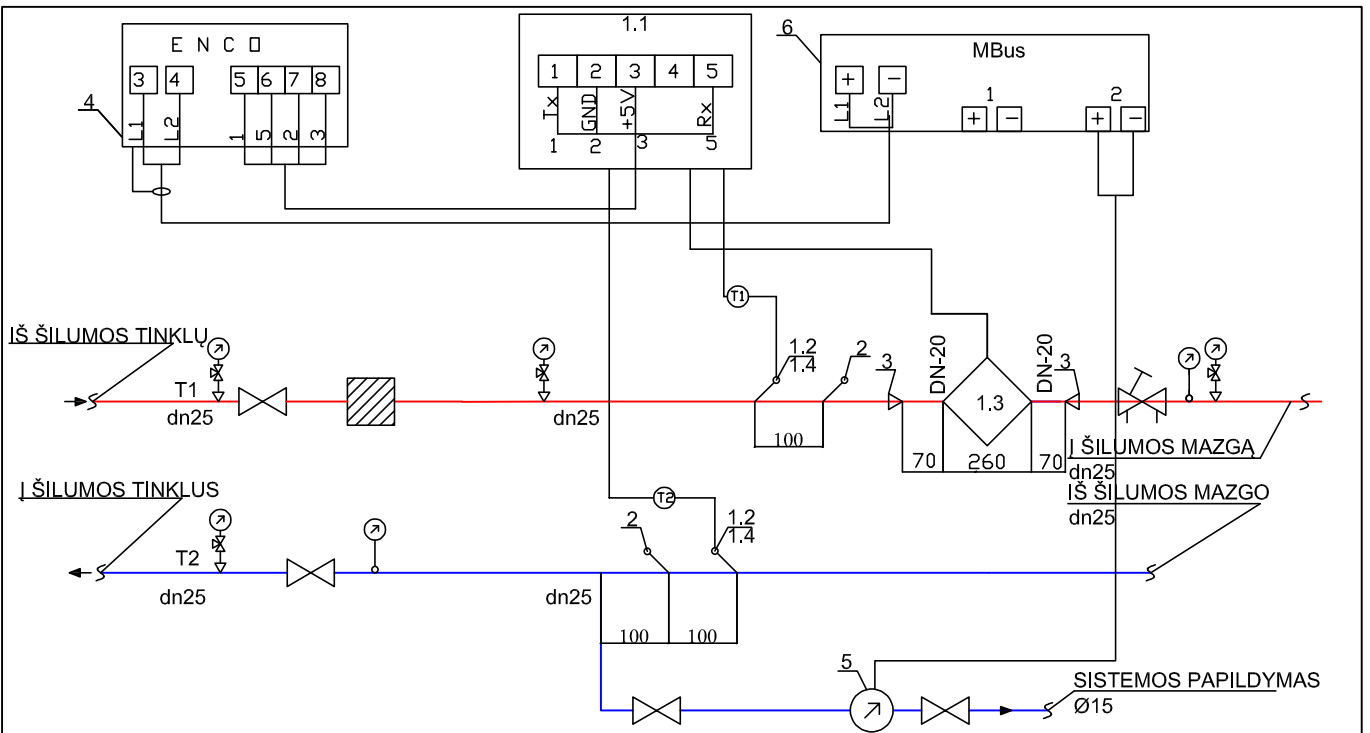 E N C O
3 4 5 6 7 8
L1 L2 1 5 2 3
4
1.1
1 2 3 4 5
Tx GND +5V Rx
1 2 3 5
6
MBus
+ − 1 2
L1 L2 + − + −
T1
IŠ ŠILUMOS TINKLŲ
T1
dn25
dn25
1.2
1.4
2
100
3
DN-20
1.3
DN-20
3
70 260 70
Į ŠILUMOS MAZGĄ
dn25
IŠ ŠILUMOS MAZGO
dn25
Į ŠILUMOS TINKLUS
T2
T2
dn25
dn25
2
1.2
1.4
100 100
5
SISTEMOS PAPILDYMAS
Ø15